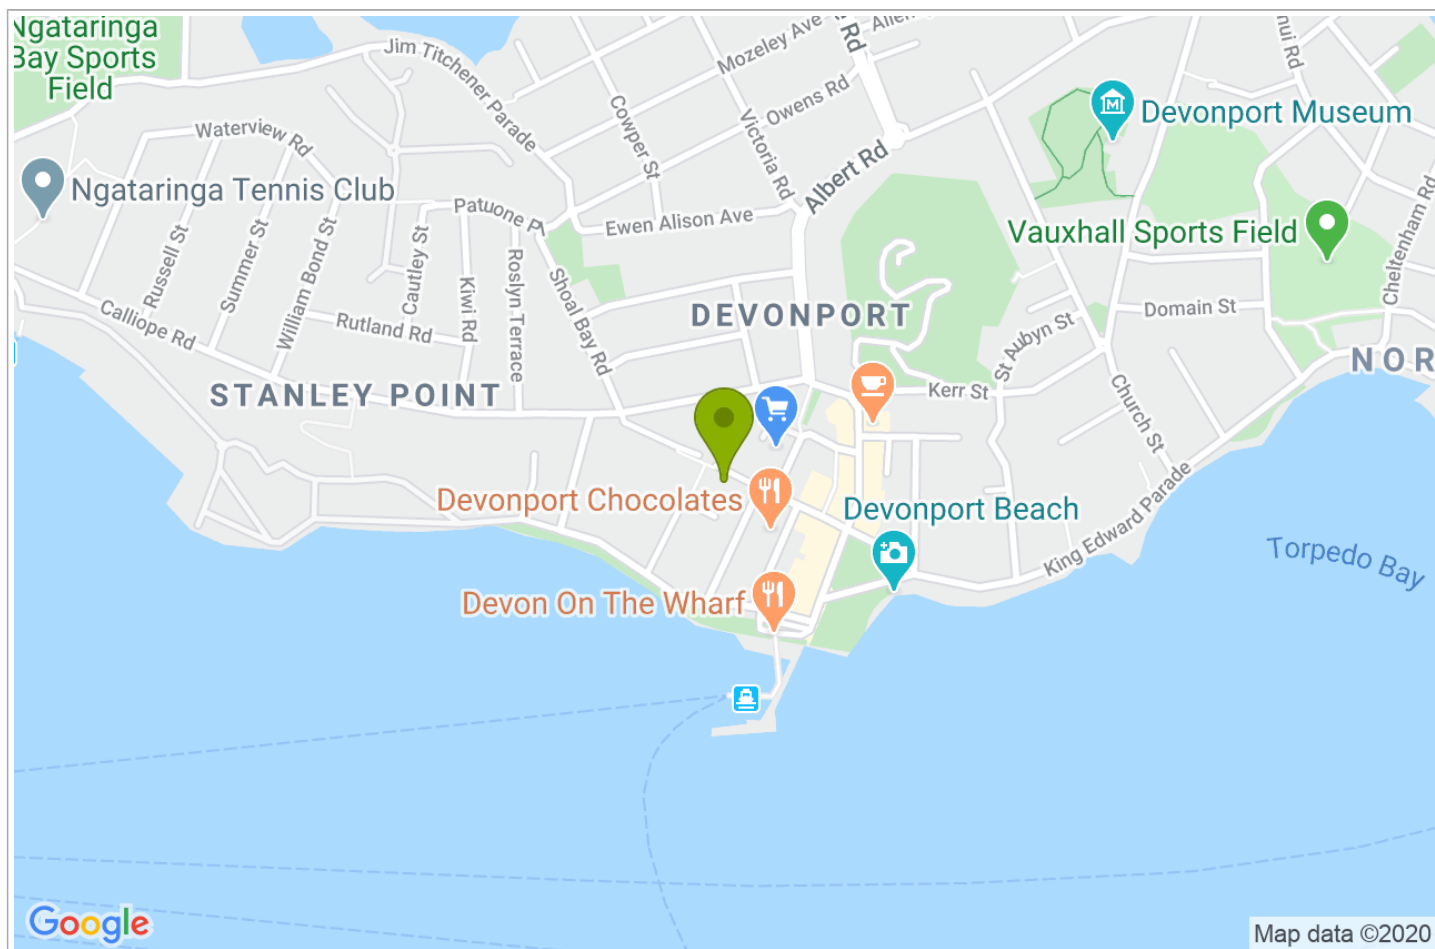 Ngataringa
Bay Sports
Field
Jim Titchener Parade
Mozeley Ave
Rd
Waterview Rd
Cowper St
Victoria Rd
Owens Rd
Albert Rd
Devonport Museum
Ngataringa Tennis Club
Patuone
Ewen Alison Ave
Vauxhall Sports Field
Cheltenham Rd
Russell St
Summer St
William Bond St
Cautley St
Kiwi Rd
Roslyn Terrace
Shoal Bay Rd
Calliope Rd
Rutland Rd
DEVONPORT
Domain St
St Aubyn St
NOR
STANLEY POINT
Kerr St
Church St
Devonport Chocolates
Devonport Beach
King Edward Parade
Torpedo Bay
Devon On The Wharf
Google
Map data ©2020